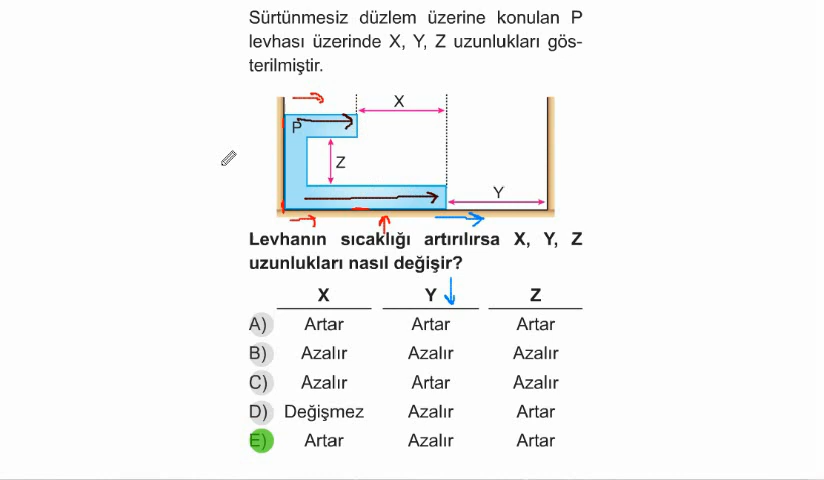 Sürtünmesiz düzlem üzerine konulan P
levhası üzerinde X, Y, Z uzunlukları gös-
terilmiştir.
X
P
Z
Y
Levhanın sıcaklığı artırılırsa X, Y, Z
uzunlukları nasıl değişir?
X Y Z
A) Artar Artar Artar
B) Azalır Azalır Azalır
C) Azalır Artar Azalır
D) Değişmez Azalır Artar
E) Artar Azalır Artar